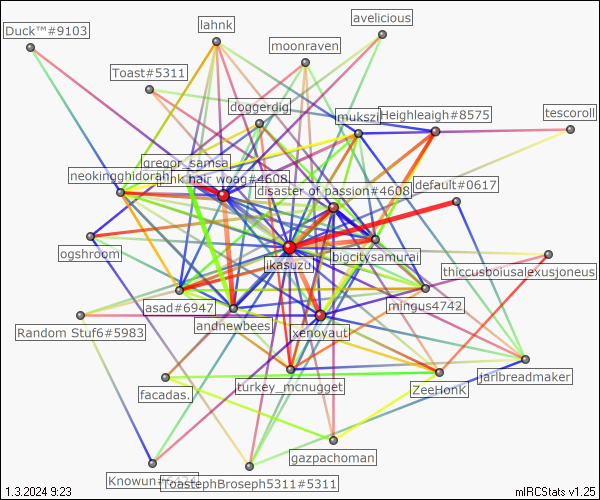 lahnk
avelicious
Duck™#9103
moonraven
Toast#5311
doggerdig
mukszi
Heighleigh#8575
tescoroll
gregor_samsa
neokingghidorah
pink hair woag#4608
disaster of passion#4608
default#0617
ogshroom
ikasuzu
bigcitysamurai
thiccusboiusalexusjoneus
asad#6947
mingus4742.
andnewbees
Random Stuf6#5983
xenoyaut
turkey_mcnugget
jarlbreadmaker
facadas.
ZeeHonK
gazpachoman
Knowun
ToastephBroseph5311#5311
1.3.2024 9:23
mIRCStats v1.25